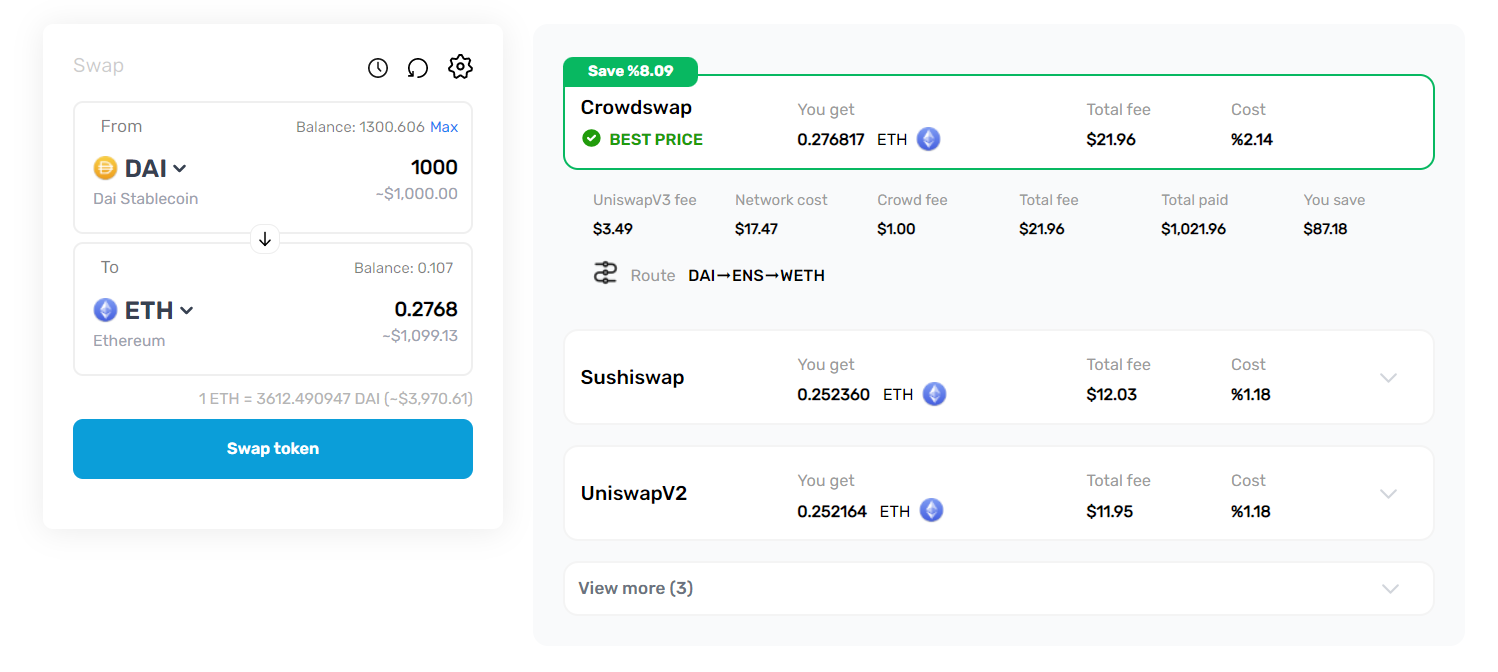 Swap
From
Balance: 1300.606 Max
DAI
1000
Dai Stablecoin
~$1,000.00
To
Balance: 0.107
ETH
0.2768
Ethereum
~$1,099.13
1 ETH = 3612.490947 DAI (~$3,970.61)
Swap token
Save %8.09
Crowdswap
You get
Total fee
Cost
BEST PRICE
0.276817 ETH
$21.96
%2.14
UniswapV3 fee
Network cost
Crowd fee
Total fee
Total paid
You save
$3.49
$17.47
$1.00
$21.96
$1,021.96
$87.18
Route DAI→ENS→WETH
Sushiswap
You get
Total fee
Cost
0.252360 ETH
$12.03
%1.18
UniswapV2
You get
Total fee
Cost
0.252164 ETH
$11.95
%1.18
View more (3)